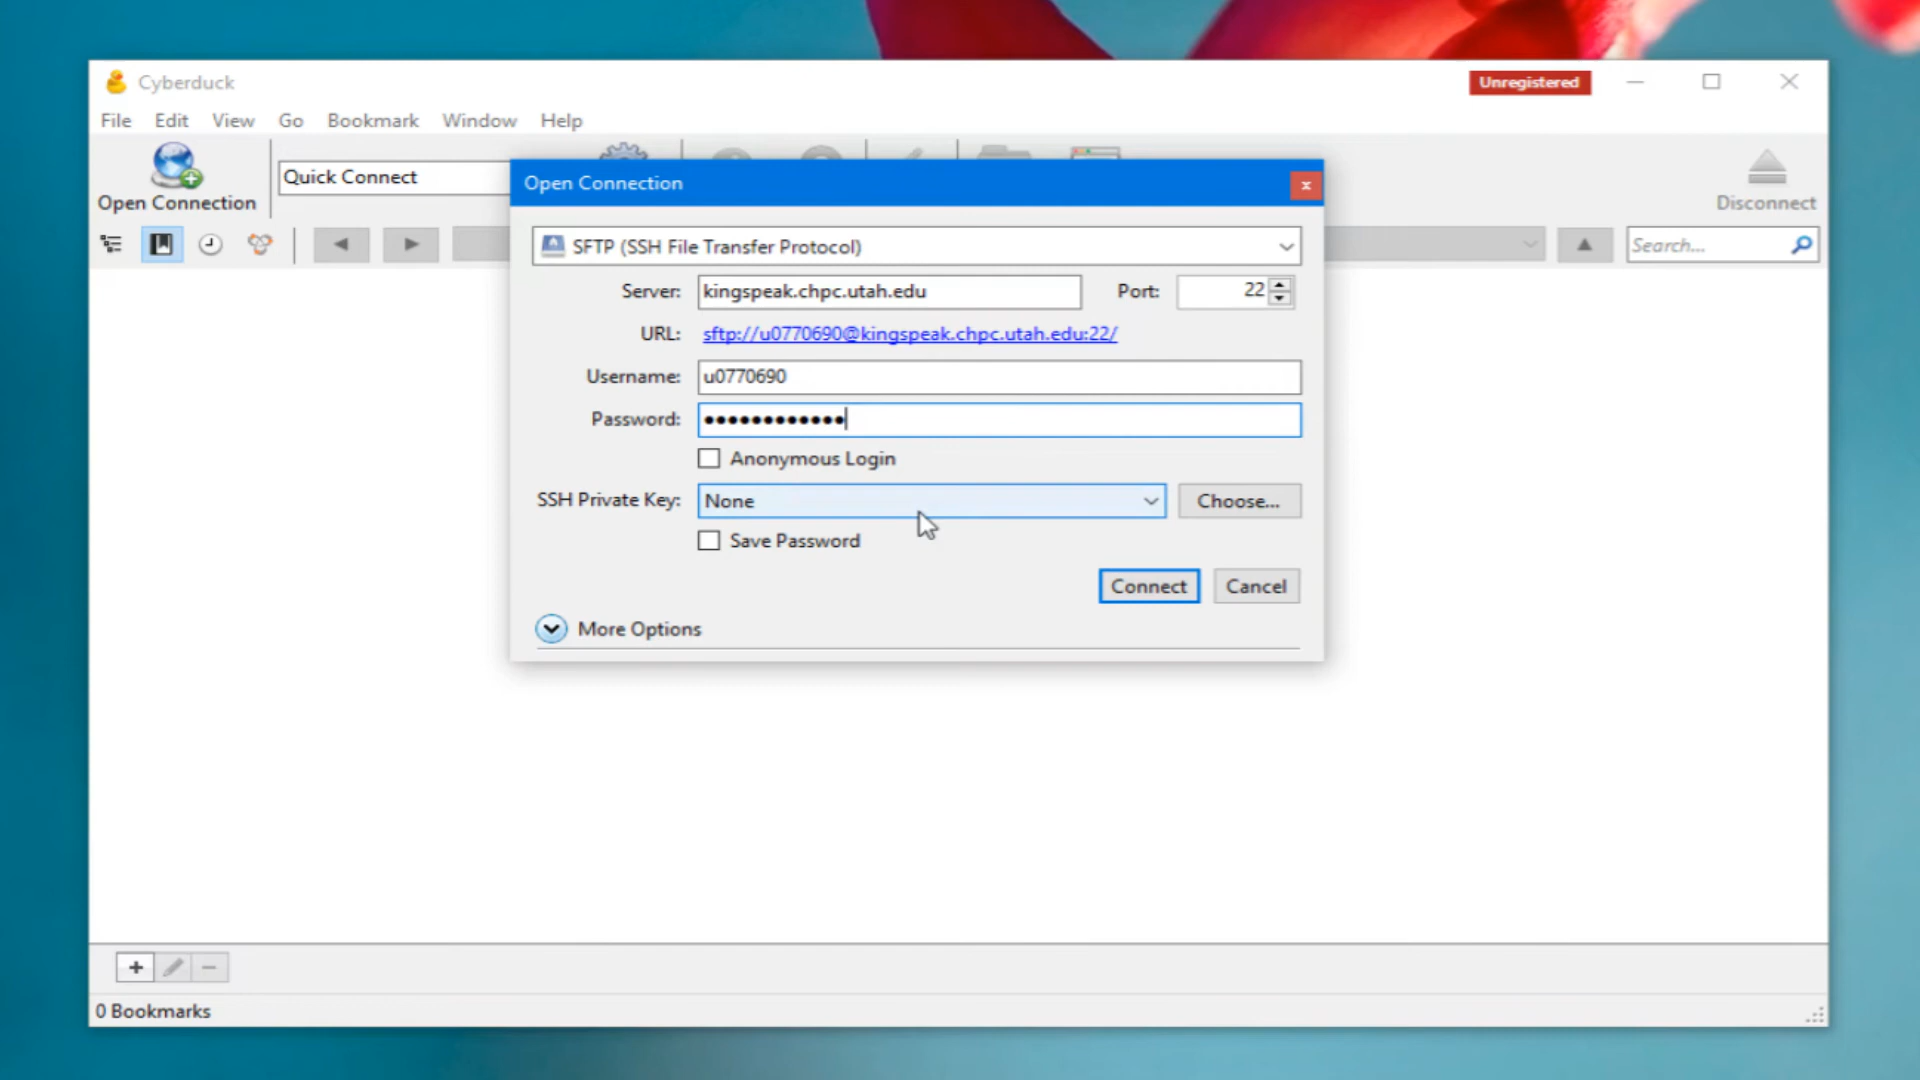 Cyberduck
Unregistered
File Edit View Go Bookmark Window Help
Open Connection
Quick Connect
Disconnect
Search...
Open Connection
SFTP (SSH File Transfer Protocol)
Server: kingspeak.chpc.utah.edu Port: 22
URL: sftp://u0770690@kingspeak.chpc.utah.edu:22/
Username: u0770690
Password: ••••••••••••
Anonymous Login
SSH Private Key: None Choose...
Save Password
Connect Cancel
More Options
0 Bookmarks